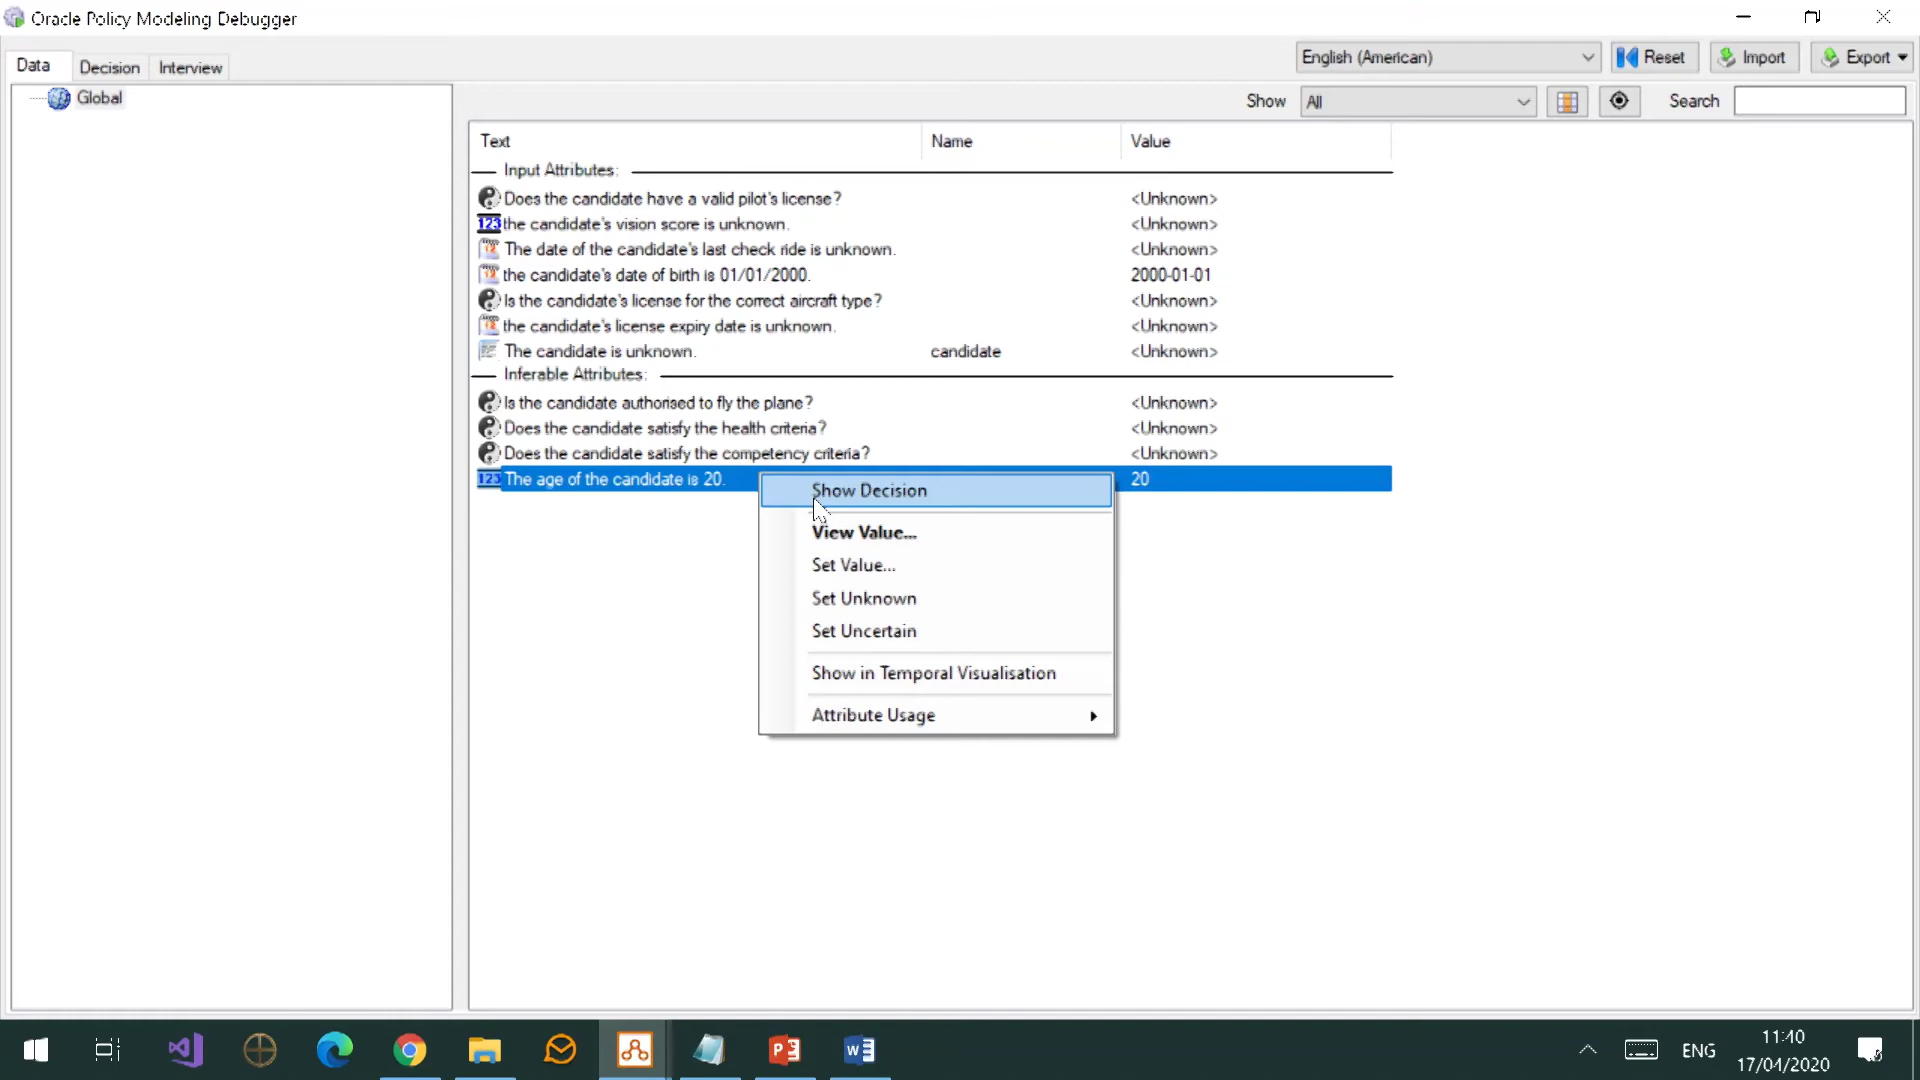 Oracle Policy Modeling Debugger
Data Decision Interview
English (American) Reset Import Export
Global
Show All Search
Text Name Value
Input Attributes:
Does the candidate have a valid pilot's license? <Unknown>
123 the candidate's vision score is unknown. <Unknown>
The date of the candidate's last check ride is unknown. <Unknown>
the candidate's date of birth is 01/01/2000. 2000-01-01
Is the candidate's license for the correct aircraft type? <Unknown>
the candidate's license expiry date is unknown. <Unknown>
The candidate is unknown. candidate <Unknown>
Inferable Attributes:
Is the candidate authorised to fly the plane? <Unknown>
Does the candidate satisfy the health criteria? <Unknown>
Does the candidate satisfy the competency criteria? <Unknown>
123 The age of the candidate is 20. 20
Show Decision
View Value...
Set Value...
Set Unknown
Set Uncertain
Show in Temporal Visualisation
Attribute Usage
ENG
11:40
17/04/2020